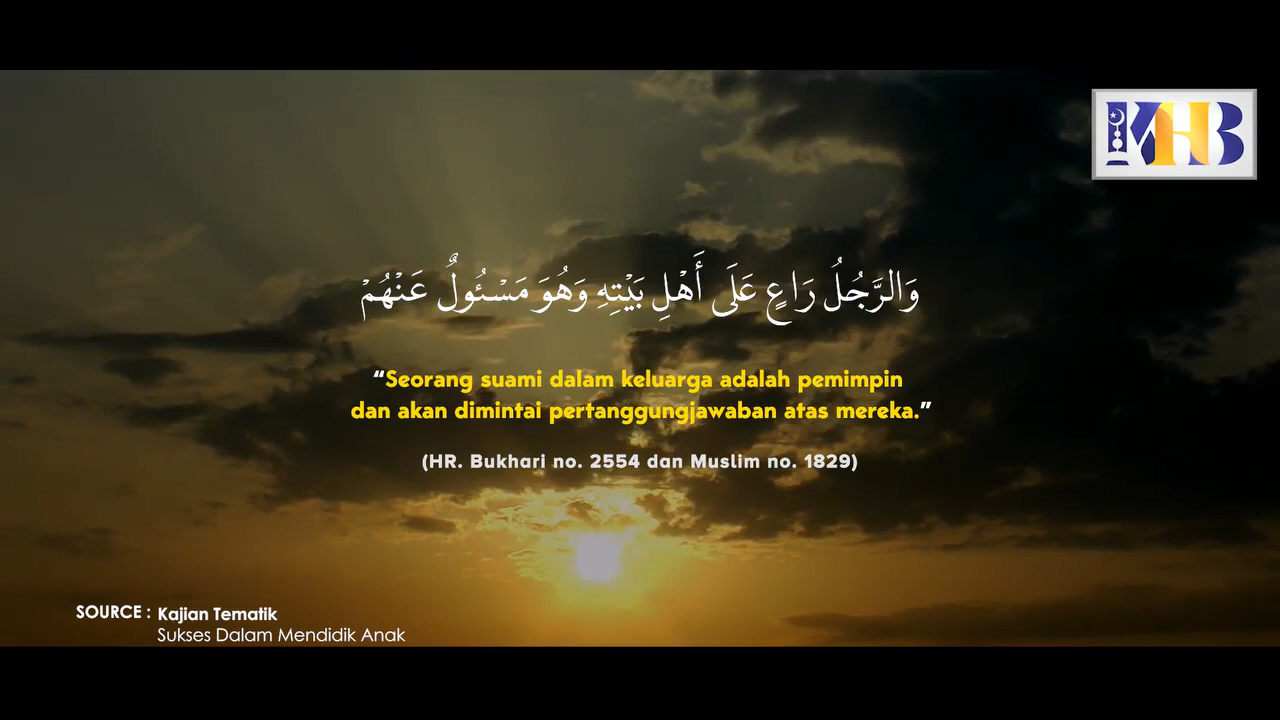 MHB
وَالرَّجُلُ رَاعٍ عَلَى أَهْلِ بَيْتِهِ وَهُوَ مَسْئُولٌ عَنْهُمْ
“Seorang suami dalam keluarga adalah pemimpin
dan akan dimintai pertanggungjawaban atas mereka.”
(HR. Bukhari no. 2554 dan Muslim no. 1829)
SOURCE : Kajian Tematik
Sukses Dalam Mendidik Anak